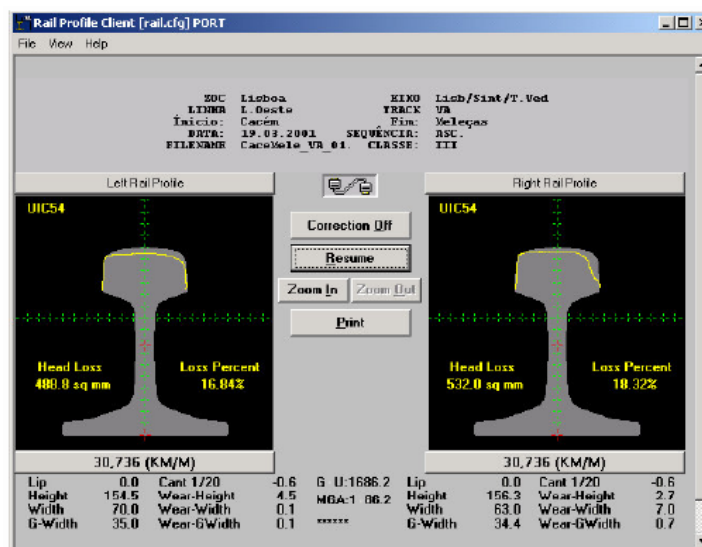 Rail Profile Client [rail.cfg] PORT
File View Help
ZOC Lisboa EIXO Lisb/Sint/T.Ved
LINHA L.Oeste TRACK VA
Início: Cacém Fim: Meleças
DATA: 19.03.2001 SEQUÊNCIA: ASC.
FILENAME CaceMele_VA_01. CLASSE: III
Left Rail Profile
Right Rail Profile
UIC54
Head Loss Loss Percent
488.8 sq mm 16.84%
Correction Off
Resume
Zoom In Zoom Out
Print
UIC54
Head Loss Loss Percent
532.0 sq mm 18.32%
30,736 (KM/M)
30,736 (KM/M)
Lip 0.0 Cant 1/20 -0.6 G U:1686.2 Lip 0.0 Cant 1/20 -0.6
Height 154.5 Wear-Height 4.5 MGA:1 86.2 Height 156.3 Wear-Height 2.7
Width 70.0 Wear-Width 0.1 ****** Width 63.0 Wear-Width 7.0
G-Width 35.0 Wear-GWidth 0.1 G-Width 34.4 Wear-GWidth 0.7